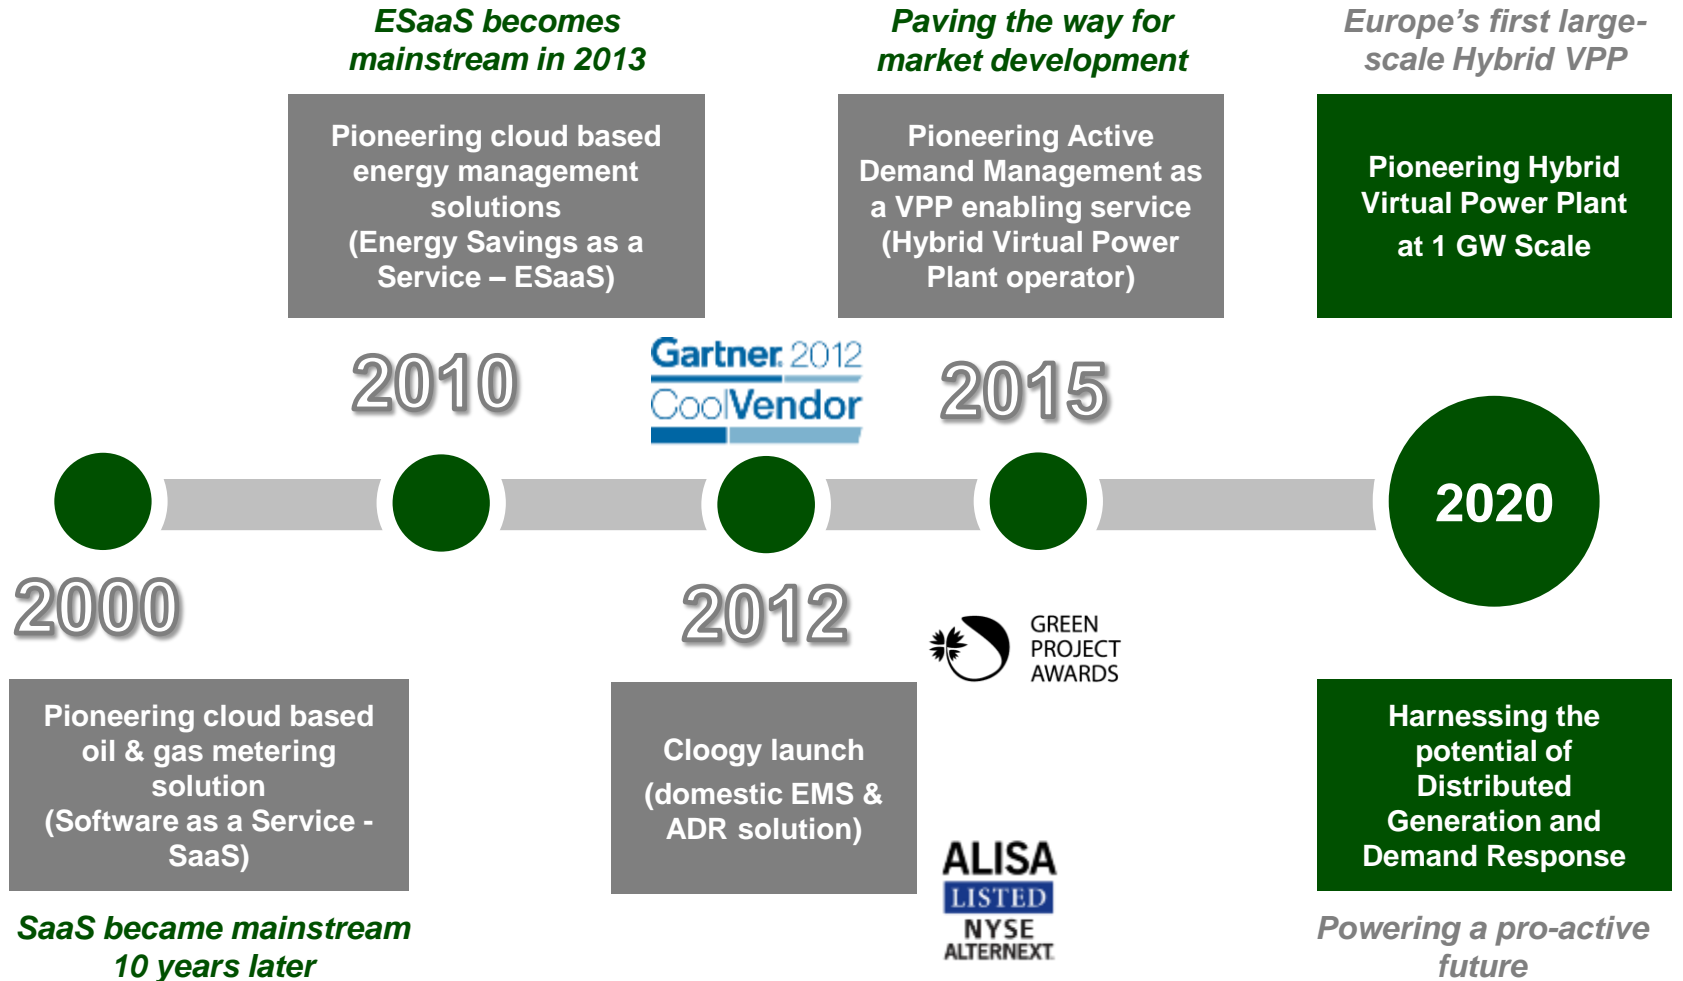 ESaaS becomes
mainstream in 2013
Paving the way for
market development
Europe’s first large-
scale Hybrid VPP
Pioneering cloud based
energy management
solutions
(Energy Savings as a
Service – ESaaS)
Pioneering Active
Demand Management as
a VPP enabling service
(Hybrid Virtual Power
Plant operator)
Pioneering Hybrid
Virtual Power Plant
at 1 GW Scale
2010
Gartner. 2012
CoolVendor
2015
2020
2000
2012
GREEN
PROJECT
AWARDS
Pioneering cloud based
oil & gas metering
solution
(Software as a Service -
SaaS)
Cloogy launch
(domestic EMS &
ADR solution)
ALISA
LISTED
NYSE
ALTERNEXT
Harnessing the
potential of
Distributed
Generation and
Demand Response
SaaS became mainstream
10 years later
Powering a pro-active
future